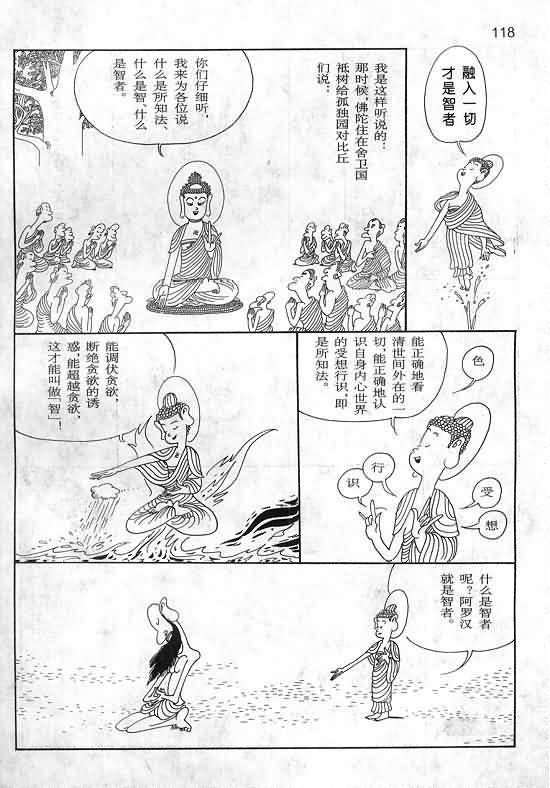 118
融入一切
才是智者
我是这样听说的…
那时候，佛陀住在舍卫国
祗树给孤独园对比丘
们说…
你们仔细听，
我来为各位说
什么是所知法、
什么是智、什么
是智者。
能正确地看
清世间外在的一
切，能正确地认
识自身内心世界
的受想行识，即
是所知法。
色
受
想
行
识
能调伏贪欲，
断绝贪欲的诱
惑，能超越贪欲，
这才能叫做「智」！
什么是智者
呢？阿罗汉
就是智者。